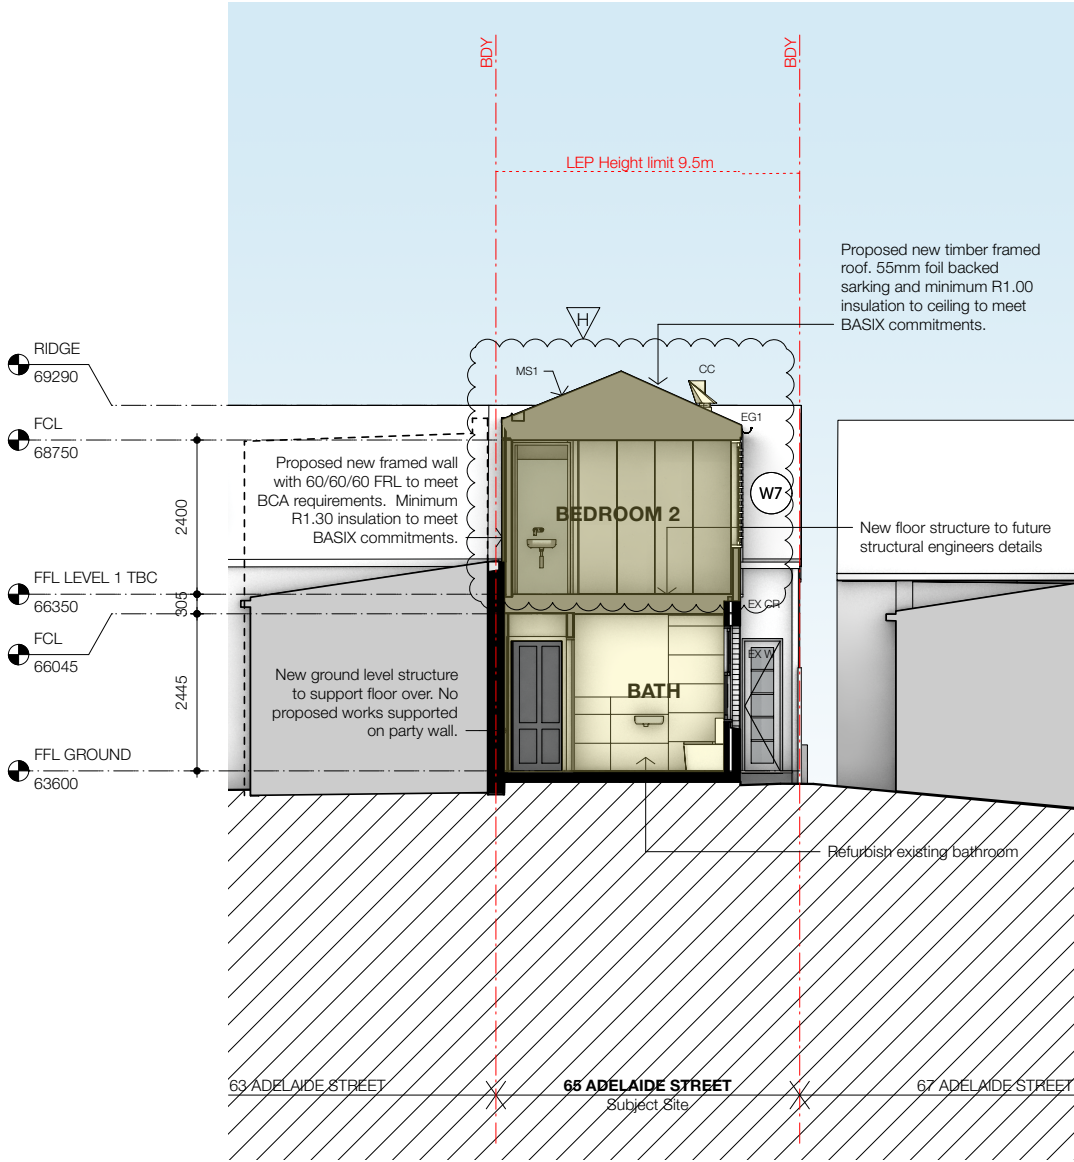 BDY
BDY
LEP Height limit 9.5m
Proposed new timber framed
roof. 55mm foil backed
sarking and minimum R1.00
insulation to ceiling to meet
BASIX commitments.
H
RIDGE
69290
MS1
CC
FCL
68750
EG1
Proposed new framed wall
with 60/60/60 FRL to meet
BCA requirements. Minimum
R1.30 insulation to meet
BASIX commitments.
W7
2400
BEDROOM 2
New floor structure to future
structural engineers details
FFL LEVEL 1 TBC
66350
305
EX CR
FCL
66045
EX W
New ground level structure
to support floor over. No
proposed works supported
on party wall.
2445
BATH
FFL GROUND
63600
Refurbish existing bathroom
63 ADELAIDE STREET
65 ADELAIDE STREET
Subject Site
67 ADELAIDE STREET